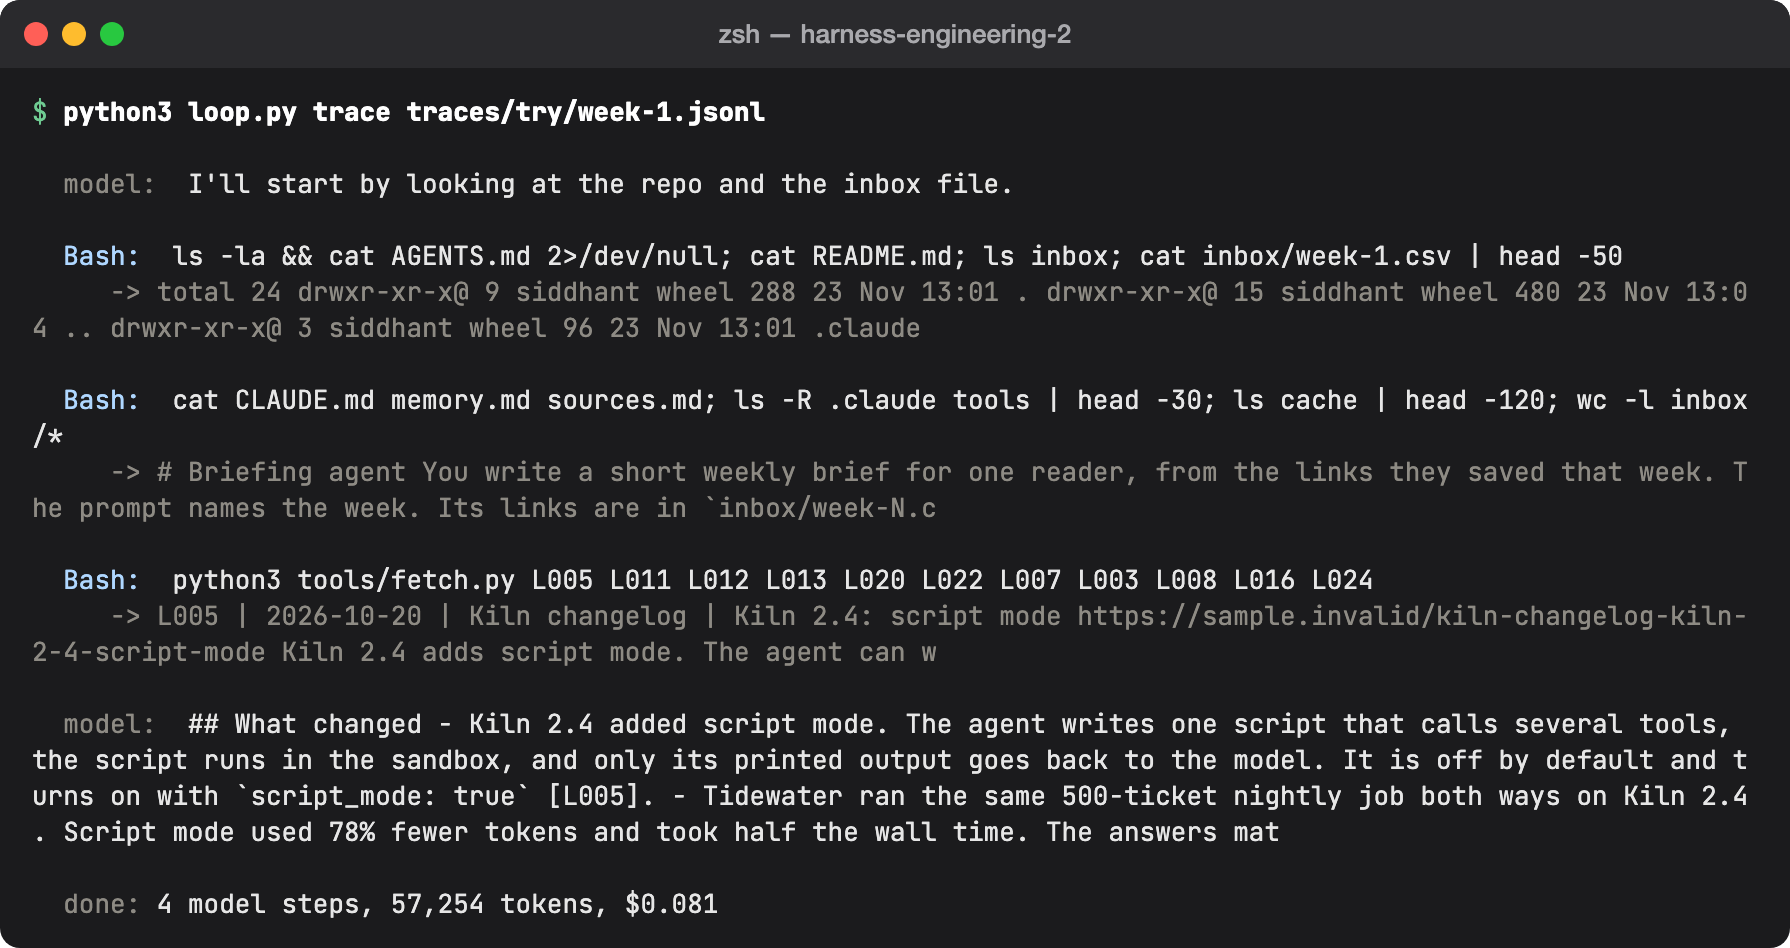 zsh — harness-engineering-2
$ python3 loop.py trace traces/try/week-1.jsonl
model:  I'll start by looking at the repo and the inbox file.
Bash:  ls -la && cat AGENTS.md 2>/dev/null; cat README.md; ls inbox; cat inbox/week-1.csv | head -50
-> total 24 drwxr-xr-x@ 9 siddhant wheel 288 23 Nov 13:01 . drwxr-xr-x@ 15 siddhant wheel 480 23 Nov 13:0
4 .. drwxr-xr-x@ 3 siddhant wheel 96 23 Nov 13:01 .claude
Bash:  cat CLAUDE.md memory.md sources.md; ls -R .claude tools | head -30; ls cache | head -120; wc -l inbox
/*
-> # Briefing agent You write a short weekly brief for one reader, from the links they saved that week. T
he prompt names the week. Its links are in `inbox/week-N.c
Bash:  python3 tools/fetch.py L005 L011 L012 L013 L020 L022 L007 L003 L008 L016 L024
-> L005 | 2026-10-20 | Kiln changelog | Kiln 2.4: script mode https://sample.invalid/kiln-changelog-kiln-
2-4-script-mode Kiln 2.4 adds script mode. The agent can w
model:  ## What changed - Kiln 2.4 added script mode. The agent writes one script that calls several tools,
the script runs in the sandbox, and only its printed output goes back to the model. It is off by default and t
urns on with `script_mode: true` [L005]. - Tidewater ran the same 500-ticket nightly job both ways on Kiln 2.4
. Script mode used 78% fewer tokens and took half the wall time. The answers mat
done: 4 model steps, 57,254 tokens, $0.081